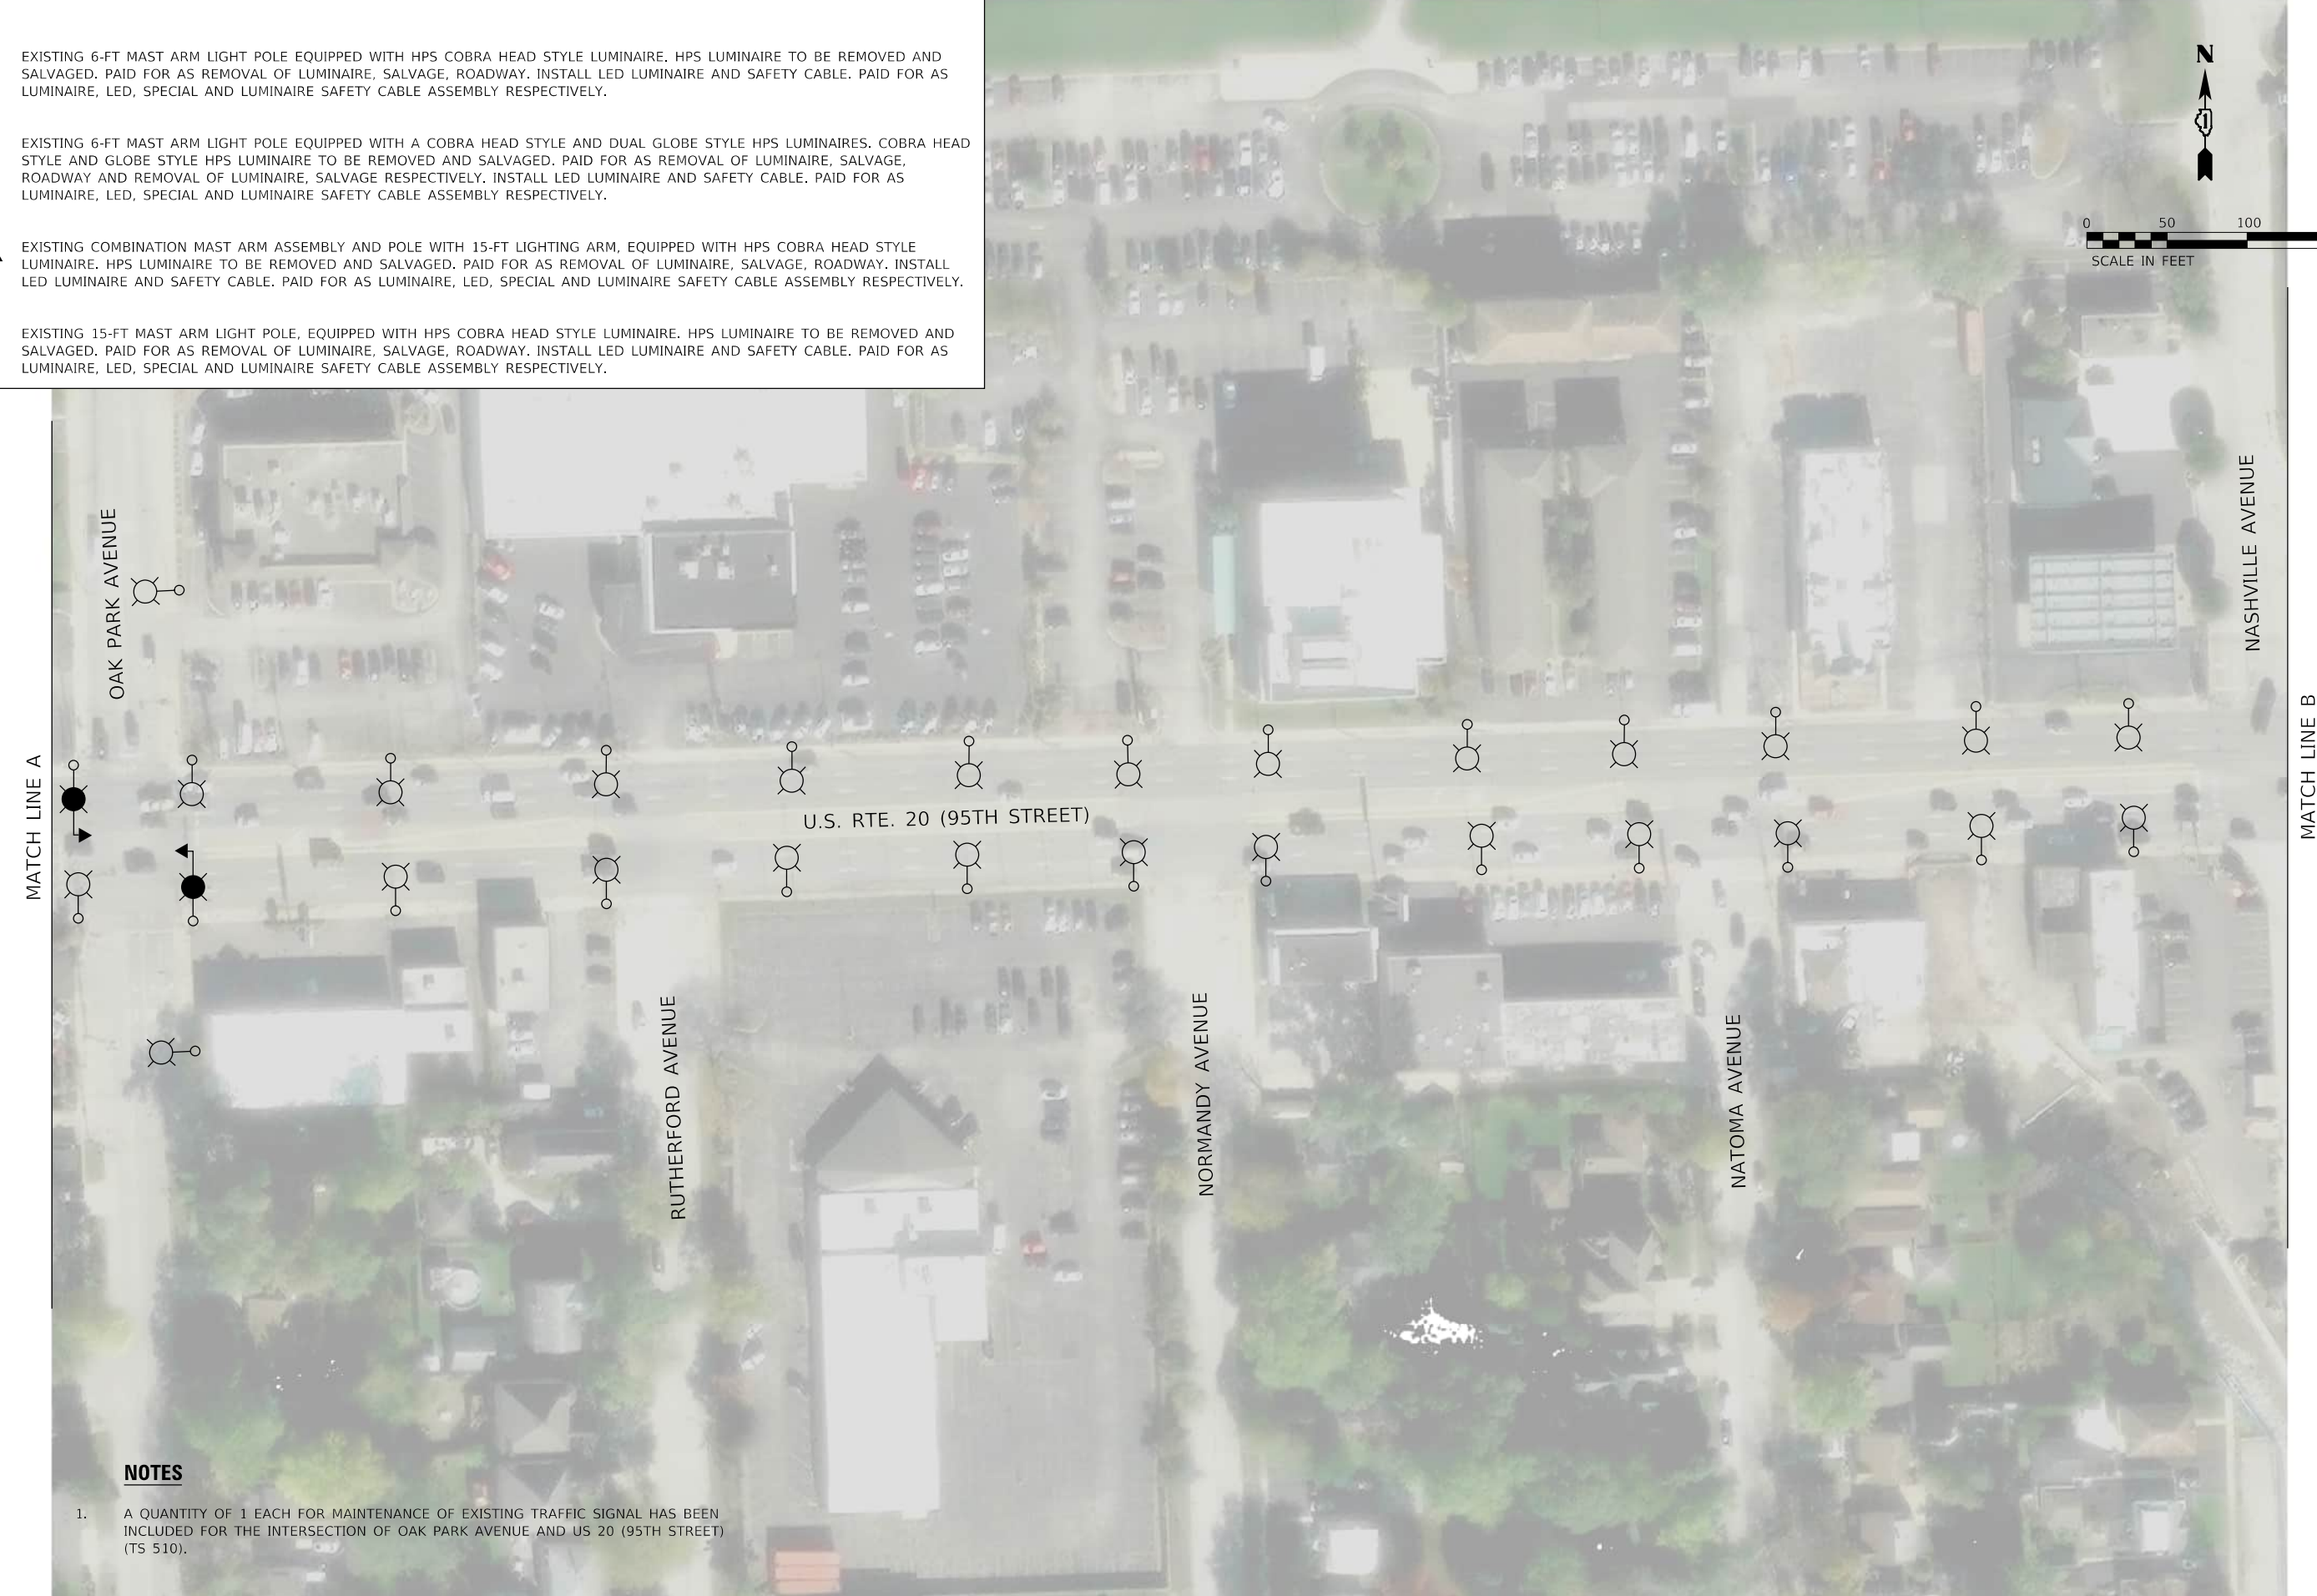 EXISTING 6-FT MAST ARM LIGHT POLE EQUIPPED WITH HPS COBRA HEAD STYLE LUMINAIRE. HPS LUMINAIRE TO BE REMOVED AND
SALVAGED. PAID FOR AS REMOVAL OF LUMINAIRE, SALVAGE, ROADWAY. INSTALL LED LUMINAIRE AND SAFETY CABLE. PAID FOR AS
LUMINAIRE, LED, SPECIAL AND LUMINAIRE SAFETY CABLE ASSEMBLY RESPECTIVELY.
EXISTING 6-FT MAST ARM LIGHT POLE EQUIPPED WITH A COBRA HEAD STYLE AND DUAL GLOBE STYLE HPS LUMINAIRES. COBRA HEAD
STYLE AND GLOBE STYLE HPS LUMINAIRE TO BE REMOVED AND SALVAGED. PAID FOR AS REMOVAL OF LUMINAIRE, SALVAGE,
ROADWAY AND REMOVAL OF LUMINAIRE, SALVAGE RESPECTIVELY. INSTALL LED LUMINAIRE AND SAFETY CABLE. PAID FOR AS
LUMINAIRE, LED, SPECIAL AND LUMINAIRE SAFETY CABLE ASSEMBLY RESPECTIVELY.
EXISTING COMBINATION MAST ARM ASSEMBLY AND POLE WITH 15-FT LIGHTING ARM, EQUIPPED WITH HPS COBRA HEAD STYLE
LUMINAIRE. HPS LUMINAIRE TO BE REMOVED AND SALVAGED. PAID FOR AS REMOVAL OF LUMINAIRE, SALVAGE, ROADWAY. INSTALL
LED LUMINAIRE AND SAFETY CABLE. PAID FOR AS LUMINAIRE, LED, SPECIAL AND LUMINAIRE SAFETY CABLE ASSEMBLY RESPECTIVELY.
EXISTING 15-FT MAST ARM LIGHT POLE, EQUIPPED WITH HPS COBRA HEAD STYLE LUMINAIRE. HPS LUMINAIRE TO BE REMOVED AND
SALVAGED. PAID FOR AS REMOVAL OF LUMINAIRE, SALVAGE, ROADWAY. INSTALL LED LUMINAIRE AND SAFETY CABLE. PAID FOR AS
LUMINAIRE, LED, SPECIAL AND LUMINAIRE SAFETY CABLE ASSEMBLY RESPECTIVELY.
N
0 50 100
SCALE IN FEET
OAK PARK AVENUE
NASHVILLE AVENUE
MATCH LINE A
MATCH LINE B
U.S. RTE. 20 (95TH STREET)
RUTHERFORD AVENUE
NORMANDY AVENUE
NATOMA AVENUE
NOTES
1. A QUANTITY OF 1 EACH FOR MAINTENANCE OF EXISTING TRAFFIC SIGNAL HAS BEEN
INCLUDED FOR THE INTERSECTION OF OAK PARK AVENUE AND US 20 (95TH STREET)
(TS 510).